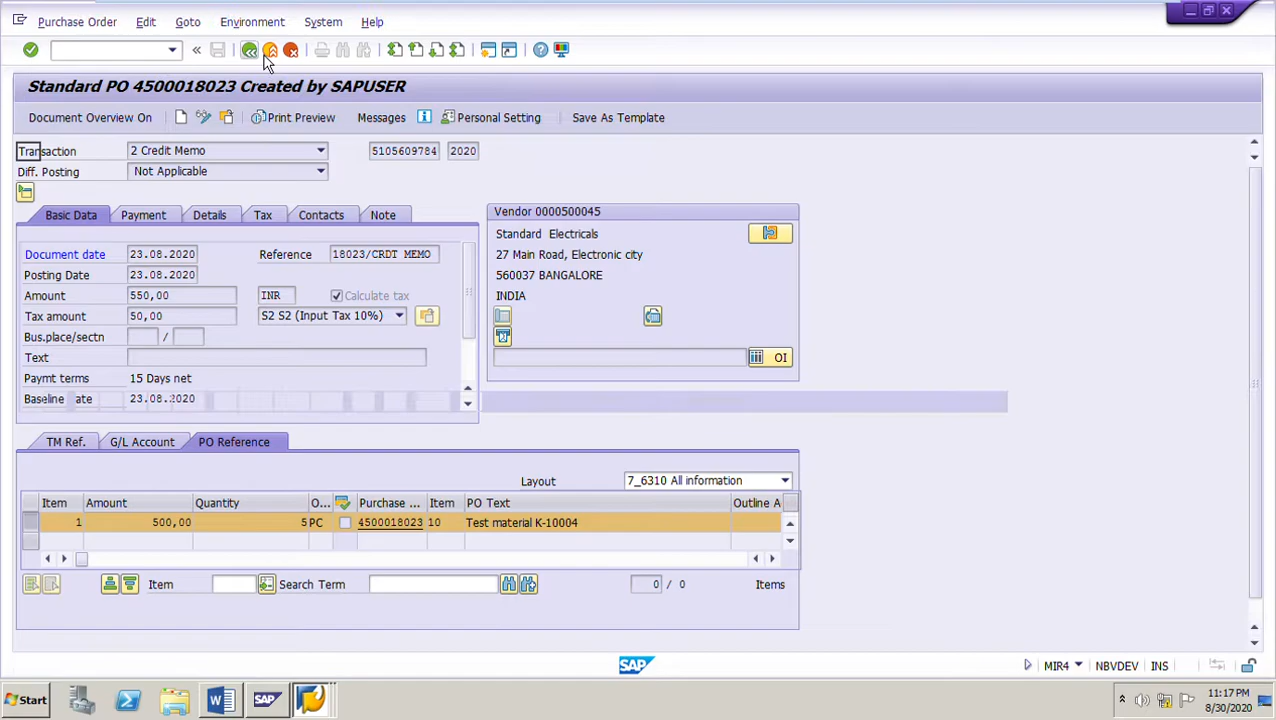 Purchase Order Edit Goto Environment System Help
Standard PO 4500018023 Created by SAPUSER
Document Overview On Print Preview Messages Personal Setting Save As Template
Transaction 2 Credit Memo 5105609784 2020
Diff. Posting Not Applicable
Basic Data Payment Details Tax Contacts Note
Vendor 0000500045
Document date 23.08.2020 Reference 18023/CRDT MEMO
Standard Electricals
Posting Date 23.08.2020
27 Main Road, Electronic city
560037 BANGALORE
Amount 550,00 INR Calculate tax
INDIA
Tax amount 50,00 S2 S2 (Input Tax 10%)
Bus.place/sectn /
Text
OI
Paymt terms 15 Days net
Baseline ate 23.08.2020
TM Ref. G/L Account PO Reference
Layout 7_6310 All information
Item Amount Quantity O... Purchase ... Item PO Text Outline A
1 500,00 5 PC 4500018023 10 Test material K-10004
Item Search Term 0 / 0 Items
SAP MIR4 NBVDEV INS
Start W SAP 11:17 PM
8/30/2020